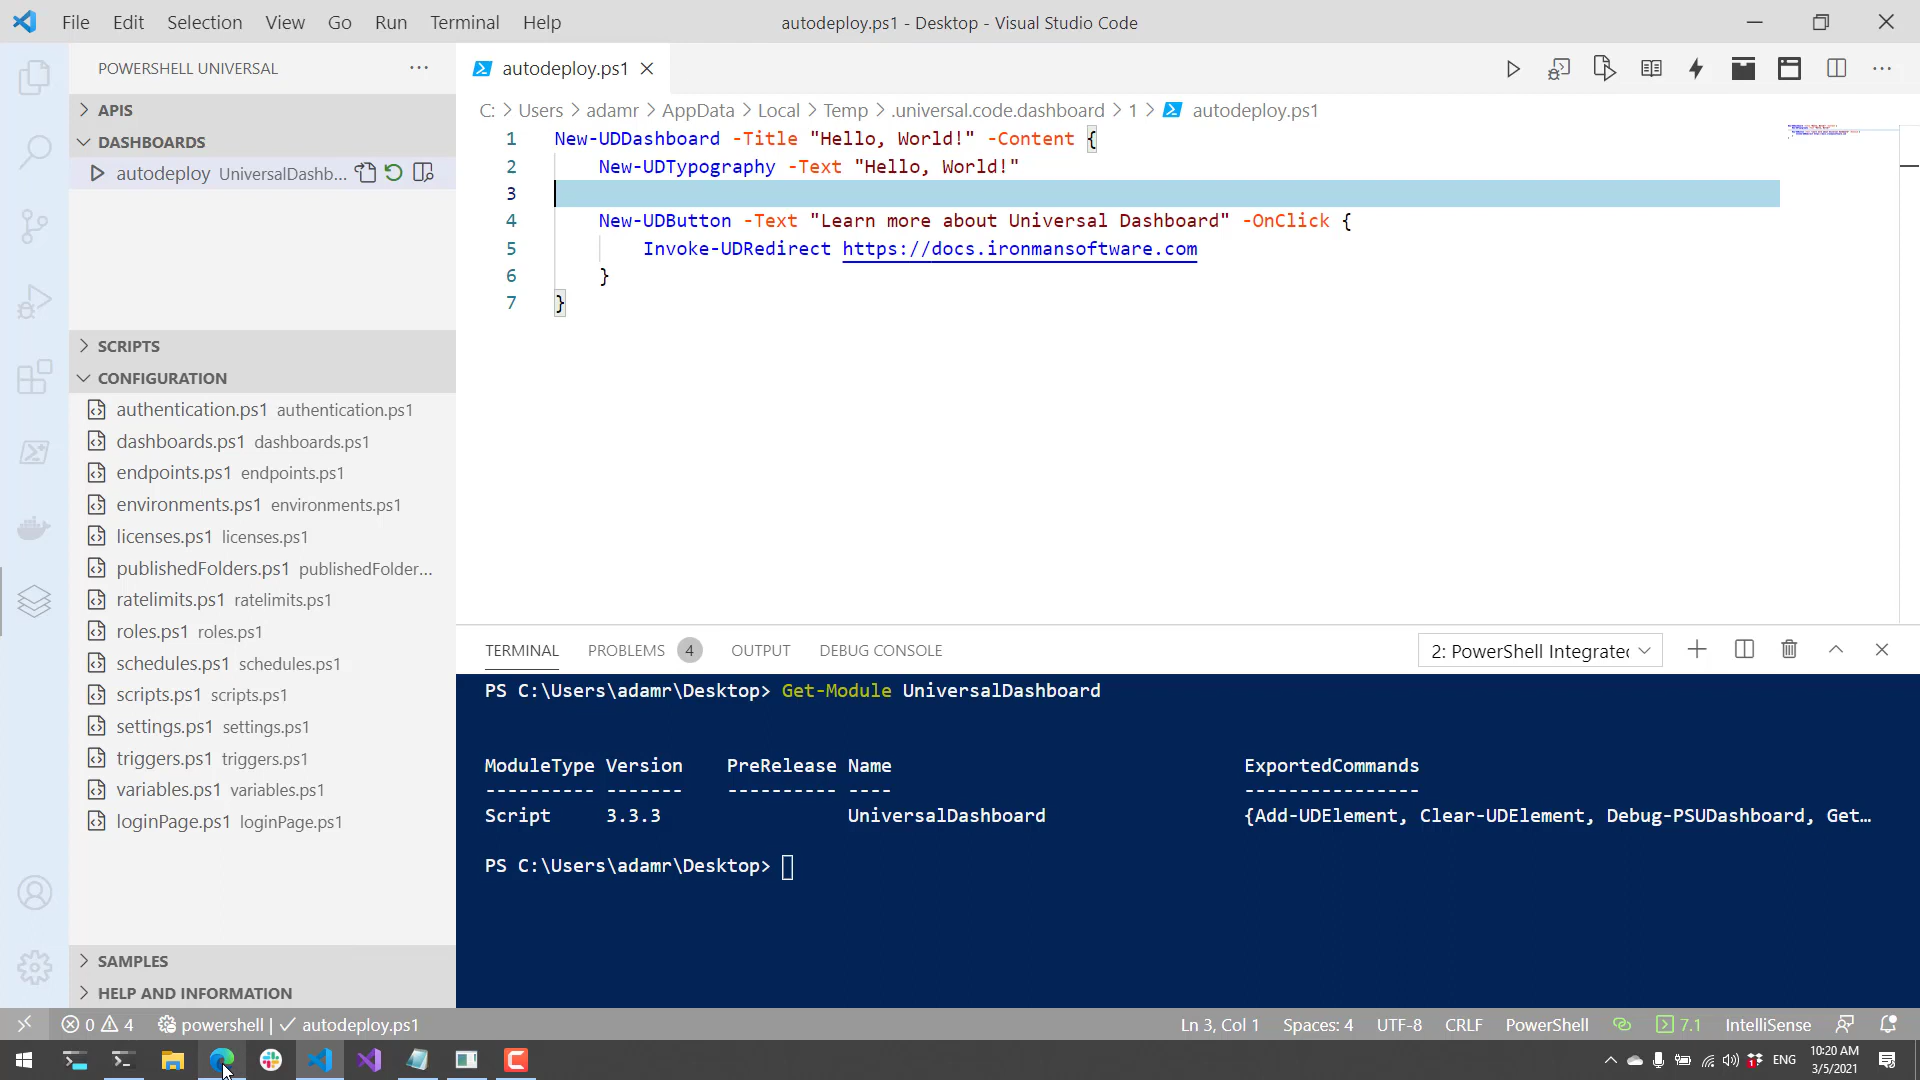 File Edit Selection View Go Run Terminal Help
autodeploy.ps1 - Desktop - Visual Studio Code
POWERSHELL UNIVERSAL
APIS
DASHBOARDS
autodeploy UniversalDashb...
SCRIPTS
CONFIGURATION
authentication.ps1 authentication.ps1
dashboards.ps1 dashboards.ps1
endpoints.ps1 endpoints.ps1
environments.ps1 environments.ps1
licenses.ps1 licenses.ps1
publishedFolders.ps1 publishedFolder...
ratelimits.ps1 ratelimits.ps1
roles.ps1 roles.ps1
schedules.ps1 schedules.ps1
scripts.ps1 scripts.ps1
settings.ps1 settings.ps1
triggers.ps1 triggers.ps1
variables.ps1 variables.ps1
loginPage.ps1 loginPage.ps1
SAMPLES
HELP AND INFORMATION
autodeploy.ps1
C: > Users > adamr > AppData > Local > Temp > .universal.code.dashboard > 1 > autodeploy.ps1
1 New-UDDashboard -Title "Hello, World!" -Content {
2 New-UDTypography -Text "Hello, World!"
3
4 New-UDButton -Text "Learn more about Universal Dashboard" -OnClick {
5 Invoke-UDRedirect https://docs.ironmansoftware.com
6 }
7 }
TERMINAL PROBLEMS 4 OUTPUT DEBUG CONSOLE
2: PowerShell Integrated
PS C:\Users\adamr\Desktop> Get-Module UniversalDashboard
ModuleType Version PreRelease Name ExportedCommands
---------- ------- ---------- ---- ----------------
Script 3.3.3 UniversalDashboard {Add-UDElement, Clear-UDElement, Debug-PSUDashboard, Get…
PS C:\Users\adamr\Desktop>
0 4 powershell | ✓ autodeploy.ps1
Ln 3, Col 1 Spaces: 4 UTF-8 CRLF PowerShell 7.1 IntelliSense
ENG
10:20 AM
3/5/2021